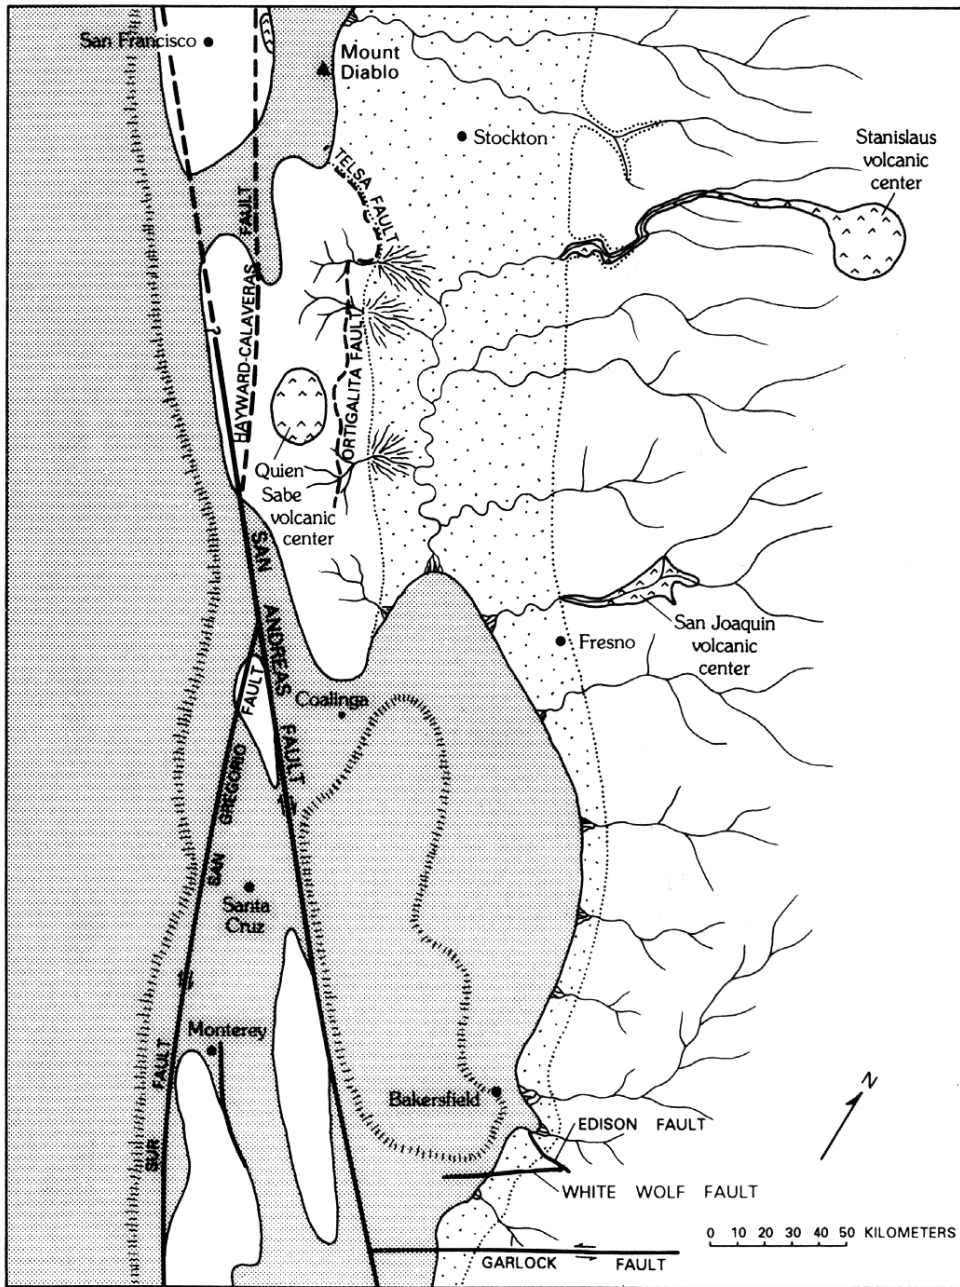 San Francisco
Mount
Diablo
Stockton
Stanislaus
volcanic
center
TELSA FAULT
HAYWARD-CALAVERAS FAULT
?
ORTIGALITA FAULT
Quien
Sabe
volcanic
center
SAN ANDREAS FAULT
San Joaquin
volcanic
center
Fresno
Coalinga
SAN GREGORIO FAULT
Santa
Cruz
Monterey
SUR FAULT
Bakersfield
N
EDISON FAULT
WHITE WOLF FAULT
0 10 20 30 40 50 KILOMETERS
GARLOCK FAULT